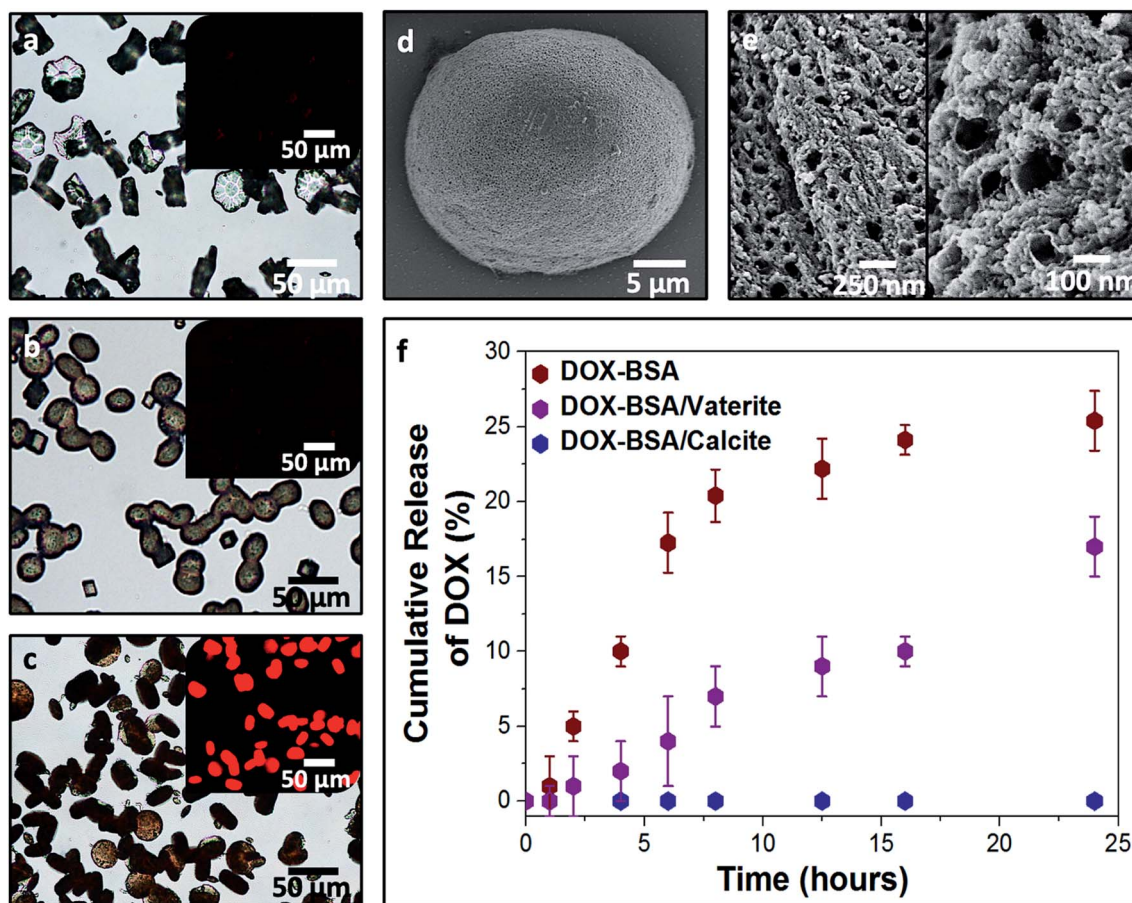 a
50 μm
50 μm
b
50 μm
50 μm
c
50 μm
50 μm
d
5 μm
e
250 nm
100 nm
f
DOX-BSA
DOX-BSA/Vaterite
DOX-BSA/Calcite
Cumulative Release
of DOX (%)
30
25
20
15
10
5
0
0
5
10
15
20
25
Time (hours)